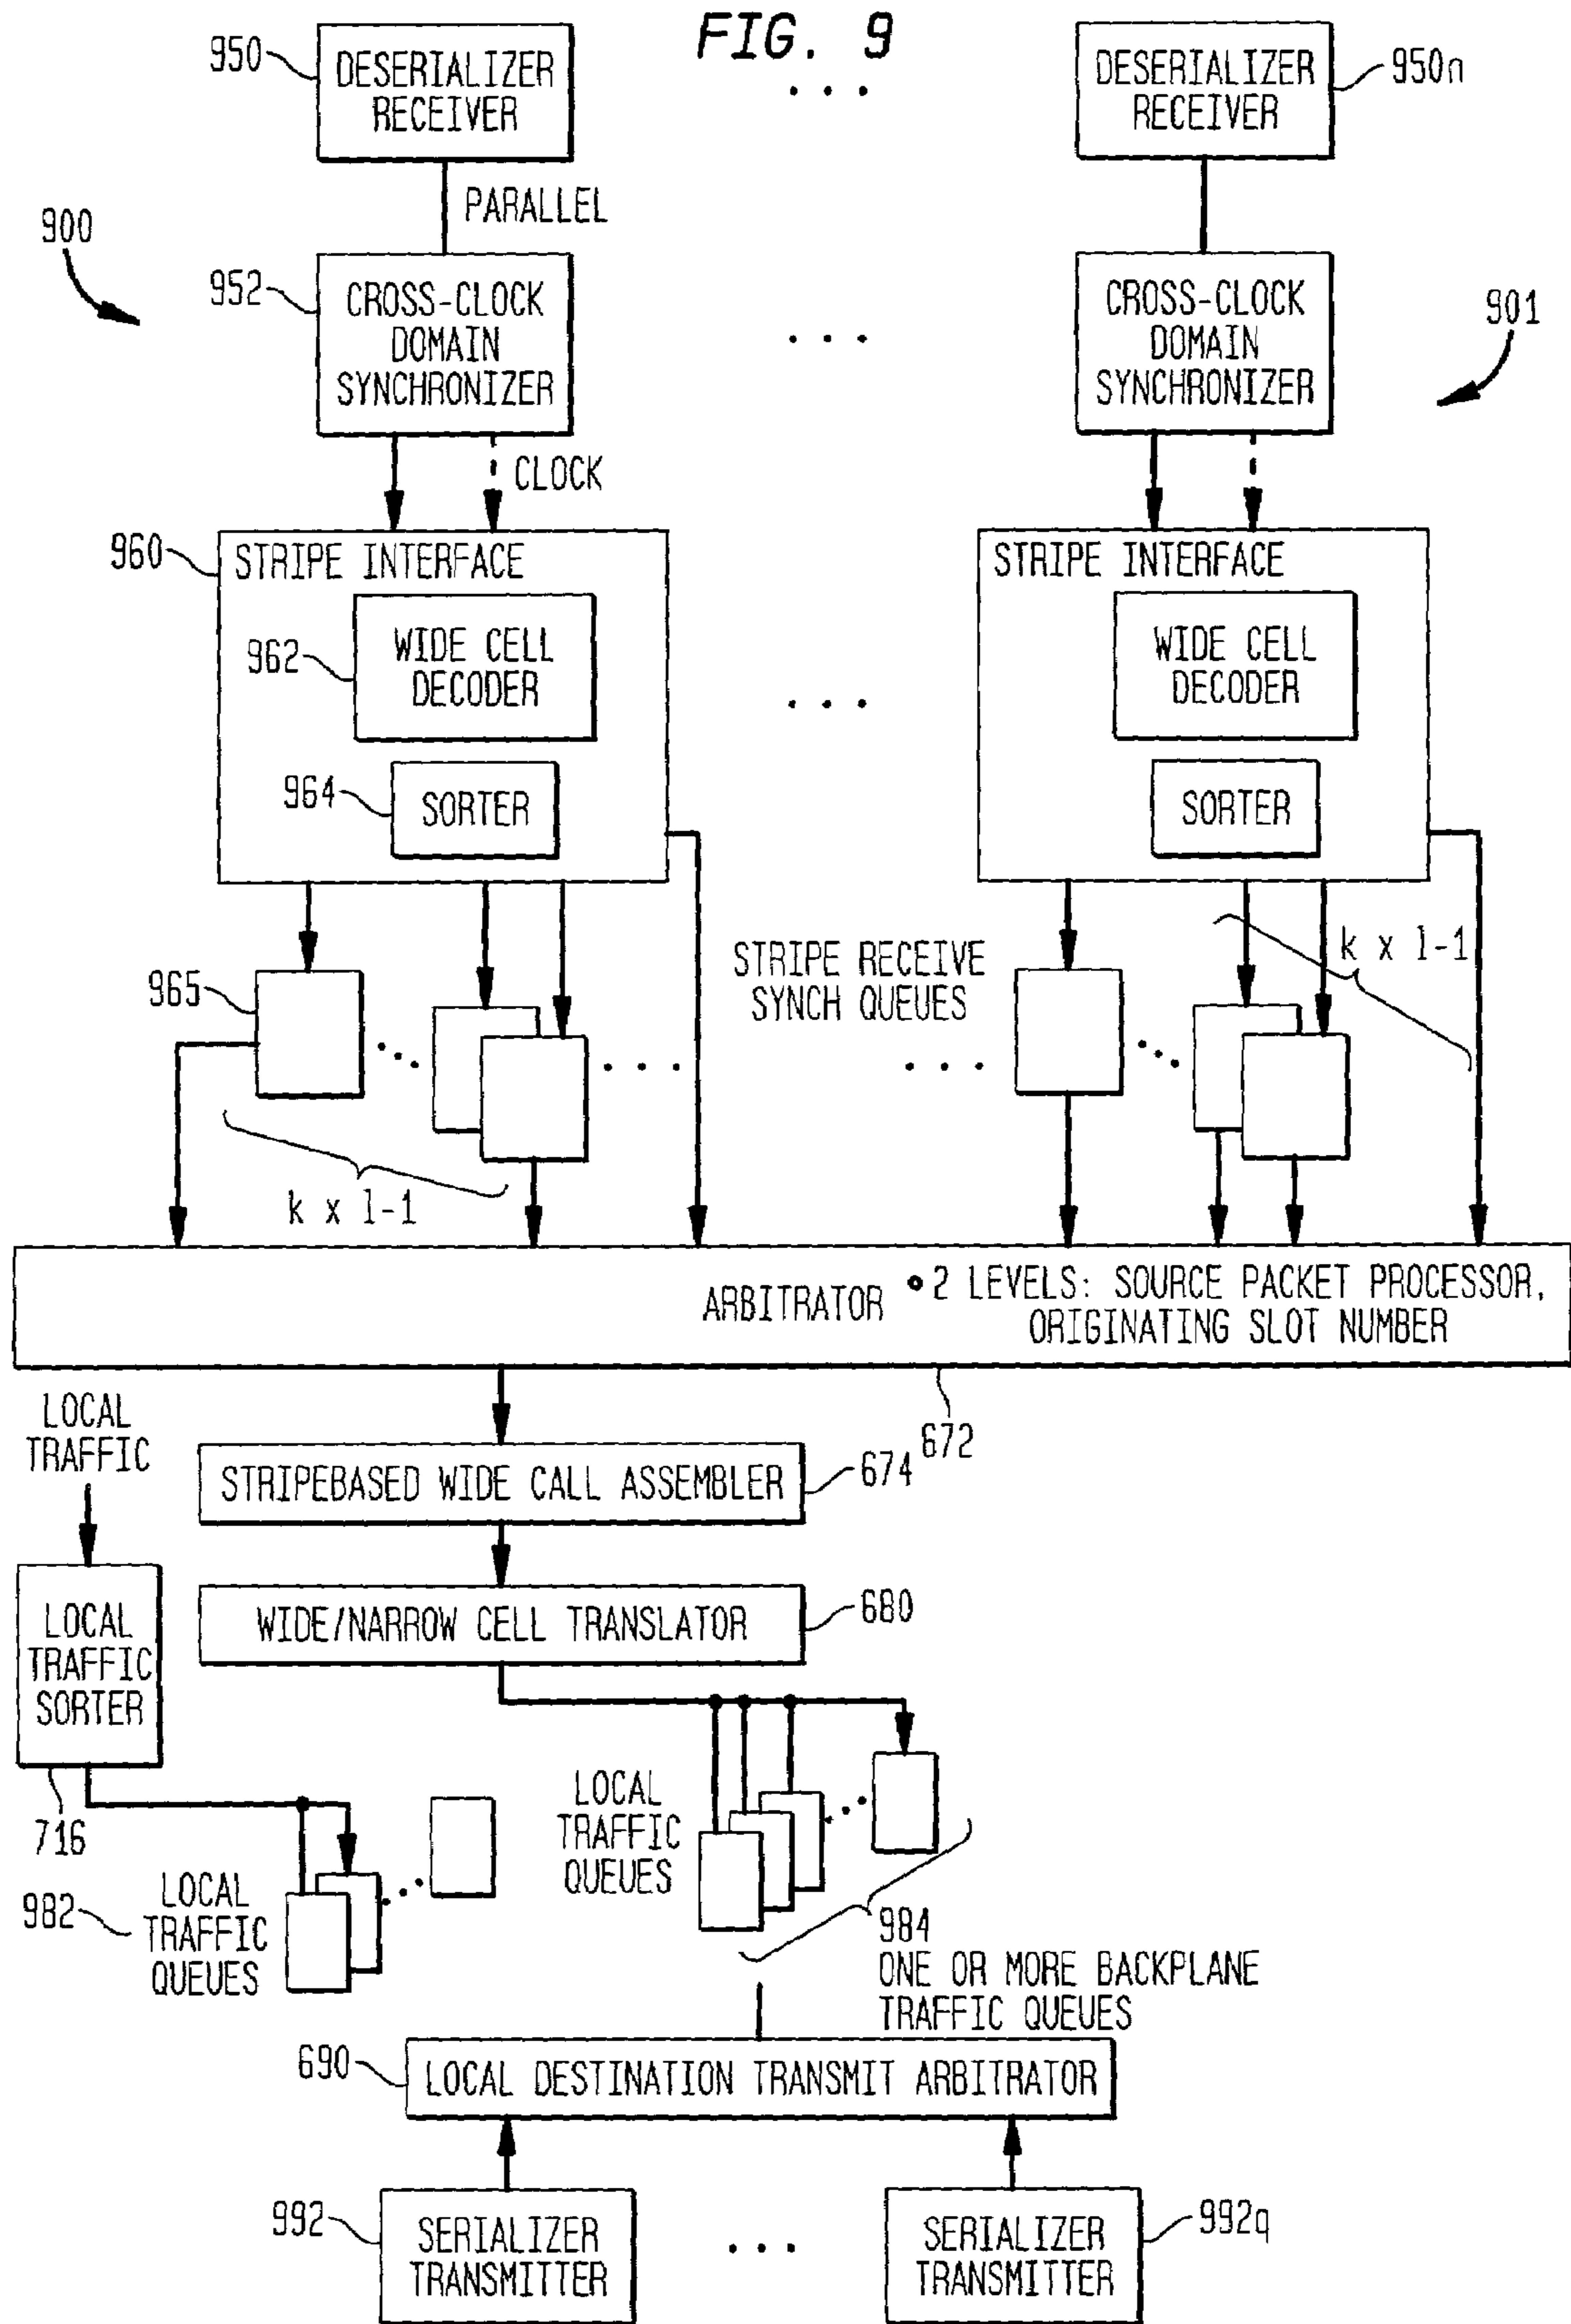 FIG. 9
950
DESERIALIZER
RECEIVER
. . .
DESERIALIZER
RECEIVER
950n
PARALLEL
900
952
CROSS-CLOCK
DOMAIN
SYNCHRONIZER
. . .
CROSS-CLOCK
DOMAIN
SYNCHRONIZER
901
CLOCK
960
STRIPE INTERFACE
962
WIDE CELL
DECODER
964
SORTER
. . .
STRIPE INTERFACE
WIDE CELL
DECODER
SORTER
965
STRIPE RECEIVE
SYNCH QUEUES
k x l-1
k x l-1
ARBITRATOR
• 2 LEVELS: SOURCE PACKET PROCESSOR,
ORIGINATING SLOT NUMBER
672
LOCAL
TRAFFIC
STRIPEBASED WIDE CALL ASSEMBLER
674
WIDE/NARROW CELL TRANSLATOR
680
LOCAL
TRAFFIC
SORTER
716
LOCAL
TRAFFIC
QUEUES
982
LOCAL
TRAFFIC
QUEUES
984
ONE OR MORE BACKPLANE
TRAFFIC QUEUES
690
LOCAL DESTINATION TRANSMIT ARBITRATOR
992
SERIALIZER
TRANSMITTER
. . .
SERIALIZER
TRANSMITTER
992q